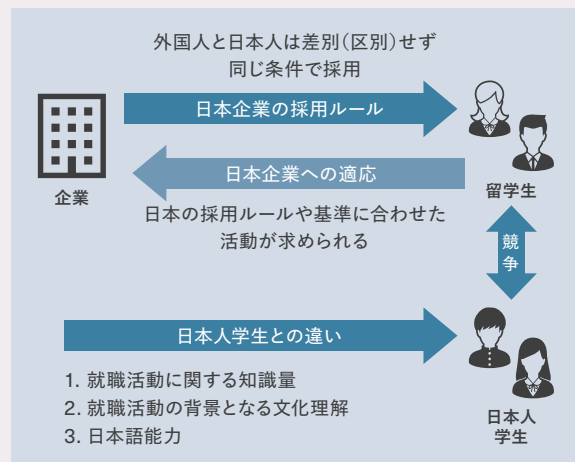 外国人と日本人は差別（区別）せず
同じ条件で採用
日本企業の採用ルール
企業
日本企業への適応
留学生
日本の採用ルールや基準に合わせた
活動が求められる
競争
日本人学生との違い
1. 就職活動に関する知識量
2. 就職活動の背景となる文化理解
3. 日本語能力
日本人
学生